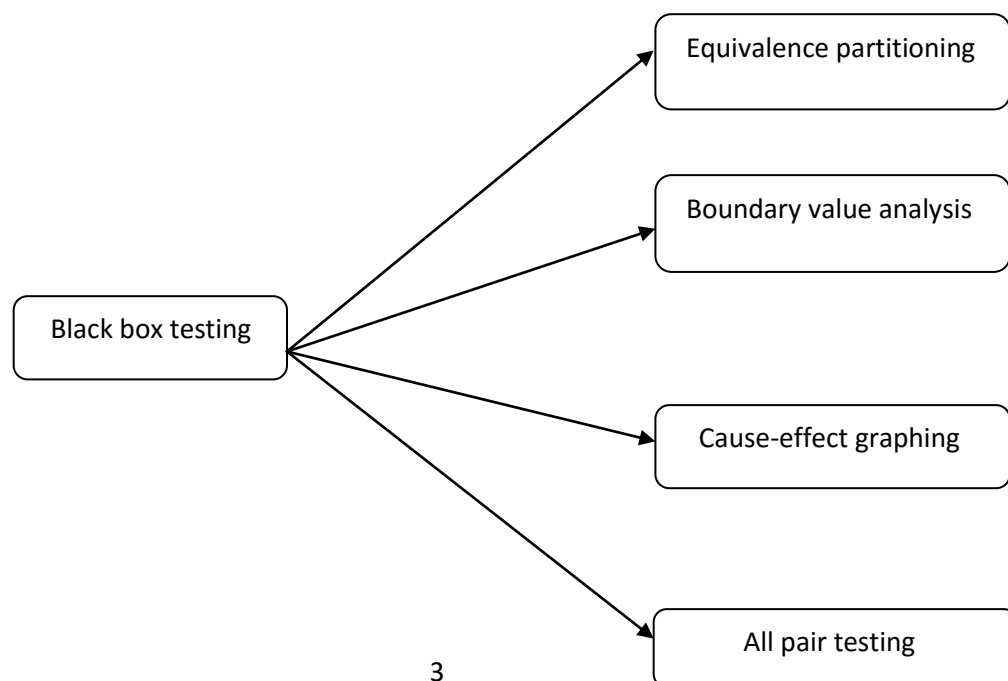 Equivalence partitioning
Boundary value analysis
Black box testing
Cause-effect graphing
All pair testing
3